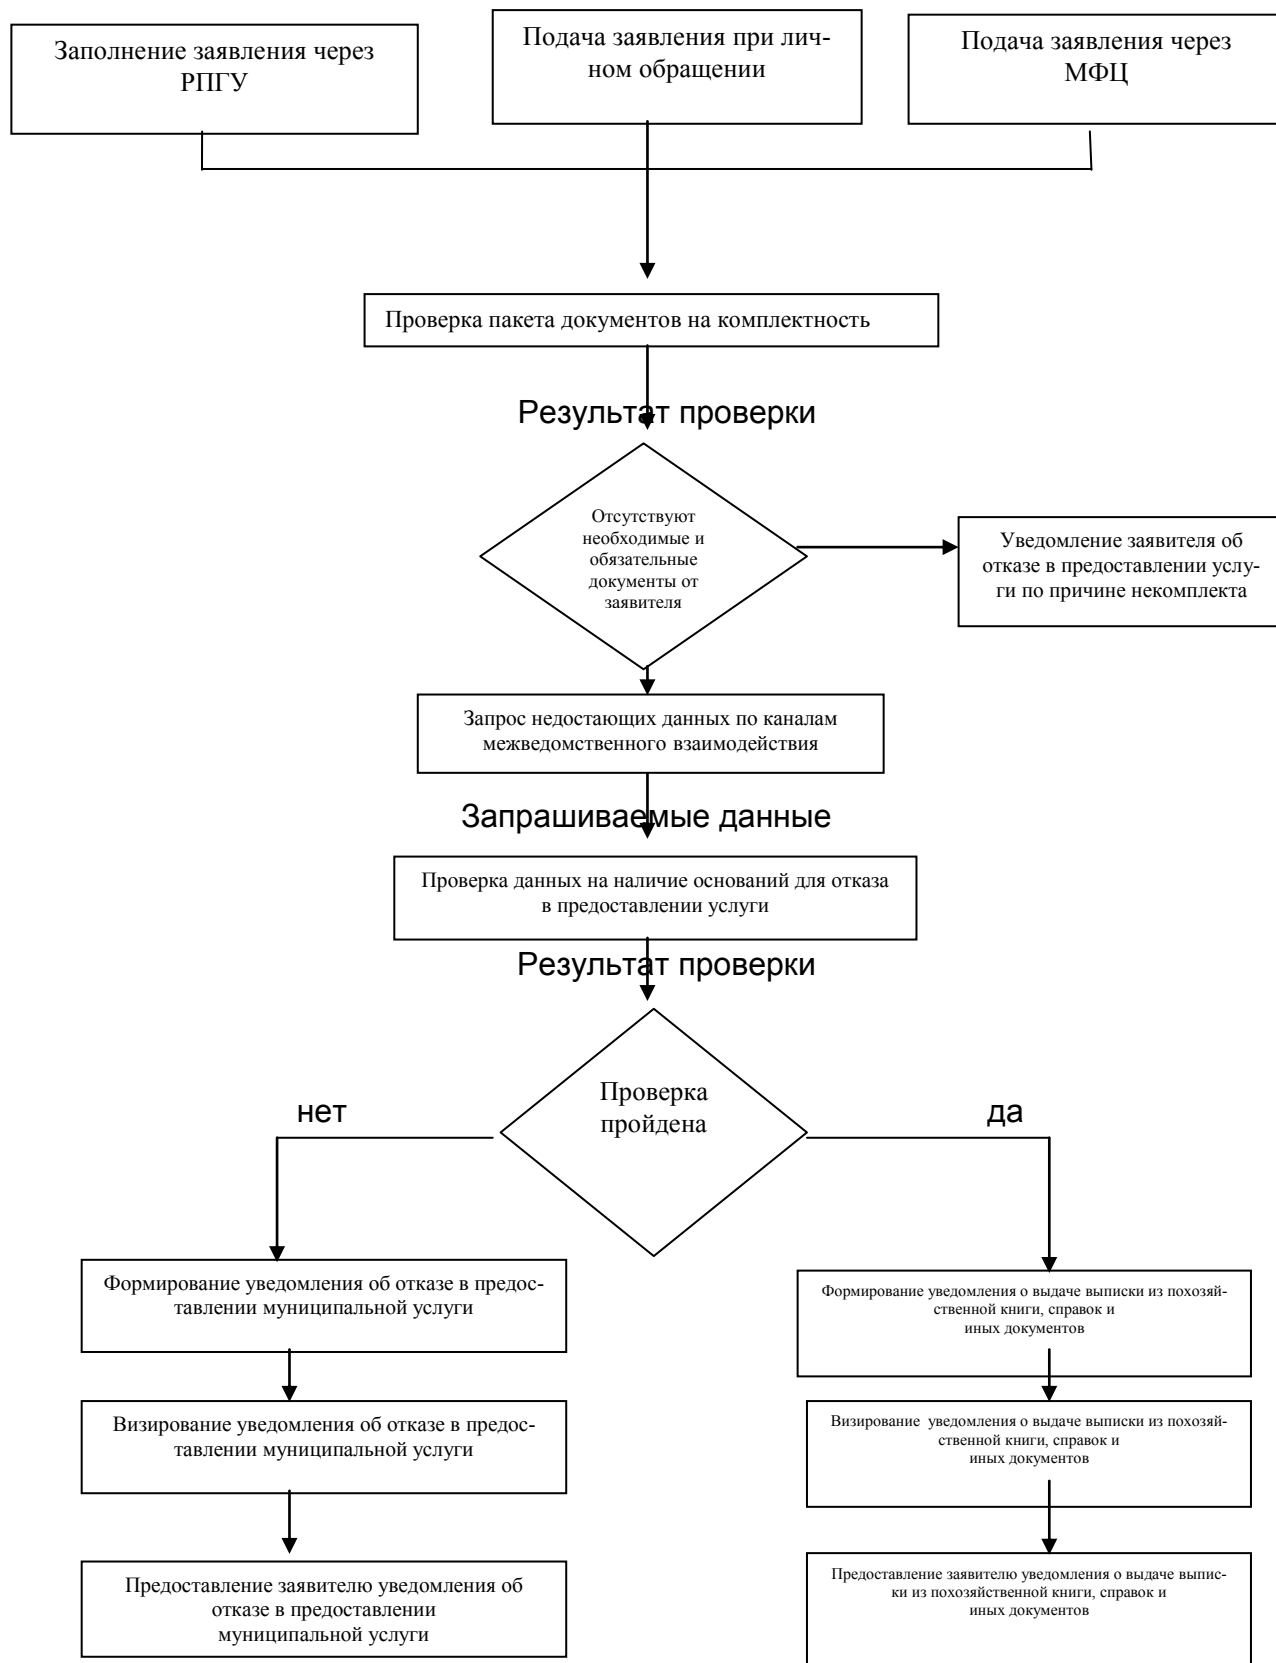 Заполнение заявления через
РПГУ
Подача заявления при лич-
ном обращении
Подача заявления через
МФЦ
Проверка пакета документов на комплектность
Результат проверки
Отсутствуют
необходимые и
обязательные
документы от
заявителя
Уведомление заявителя об
отказе в предоставлении услу-
ги по причине некомплекта
Запрос недостающих данных по каналам
межведомственного взаимодействия
Запрашиваемые данные
Проверка данных на наличие оснований для отказа
в предоставлении услуги
Результат проверки
Проверка
пройдена
нет
да
Формирование уведомления об отказе в предос-
тавлении муниципальной услуги
Формирование уведомления о выдаче выписки из похозяй-
ственной книги, справок и
иных документов
Визирование уведомления об отказе в предос-
тавлении муниципальной услуги
Визирование уведомления о выдаче выписки из похозяй-
ственной книги, справок и
иных документов
Предоставление заявителю уведомления об
отказе в предоставлении
муниципальной услуги
Предоставление заявителю уведомления о выдаче выпис-
ки из похозяйственной книги, справок и
иных документов